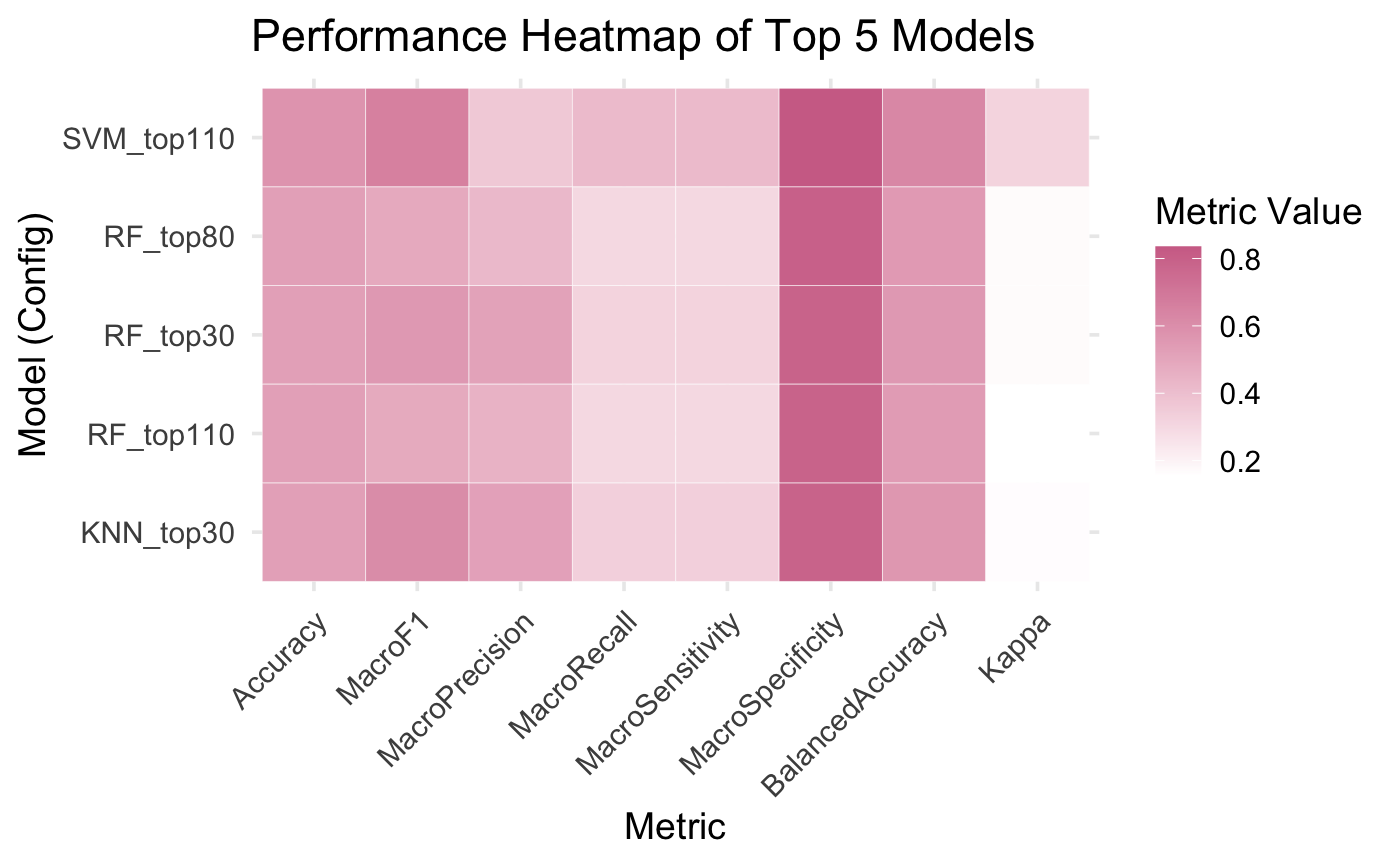 Performance Heatmap of Top 5 Models
Model (Config)
SVM_top110
RF_top80
RF_top30
RF_top110
KNN_top30
Accuracy
MacroF1
MacroPrecision
MacroRecall
MacroSensitivity
MacroSpecificity
BalancedAccuracy
Kappa
Metric
Metric Value
0.8
0.6
0.4
0.2